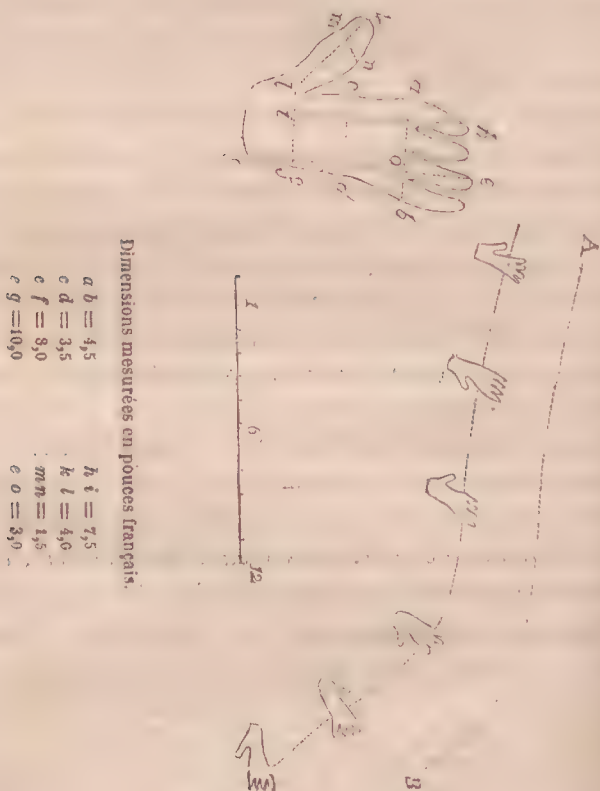 A
B
k
m
n
l
c
a
h
e
o
b
i
1
6
12
Dimensions mesurées en pouces français.
a b = 4,5 h i = 7,5
c d = 3,5 k l = 4,0
c f = 8,0 mn = 1,5
e g = 10,0 e o = 3,0